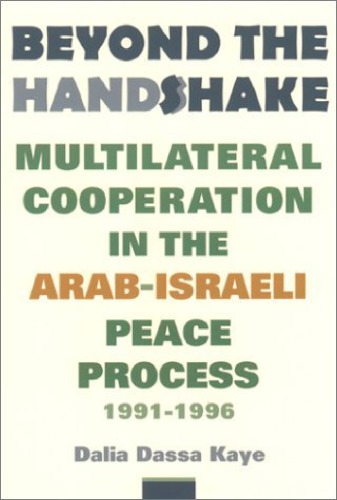 BEYOND THE
HANDSHAKE
MULTILATERAL
COOPERATION
IN THE
ARAB-ISRAELI
PEACE
PROCESS
1991-1996
Dalia Dassa Kaye